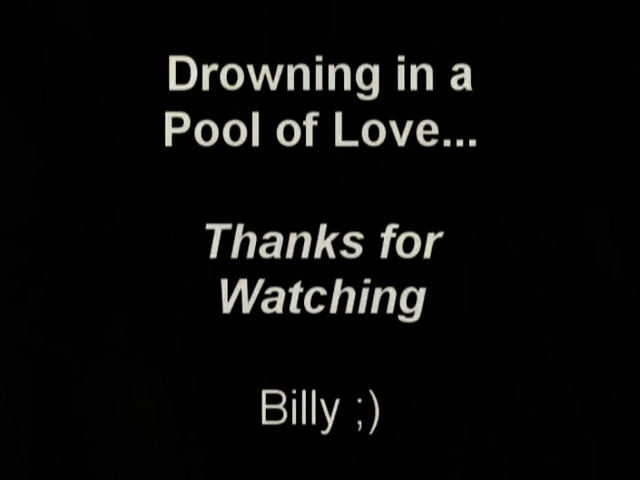 Drowning in a
Pool of Love...
Thanks for
Watching
Billy ;)